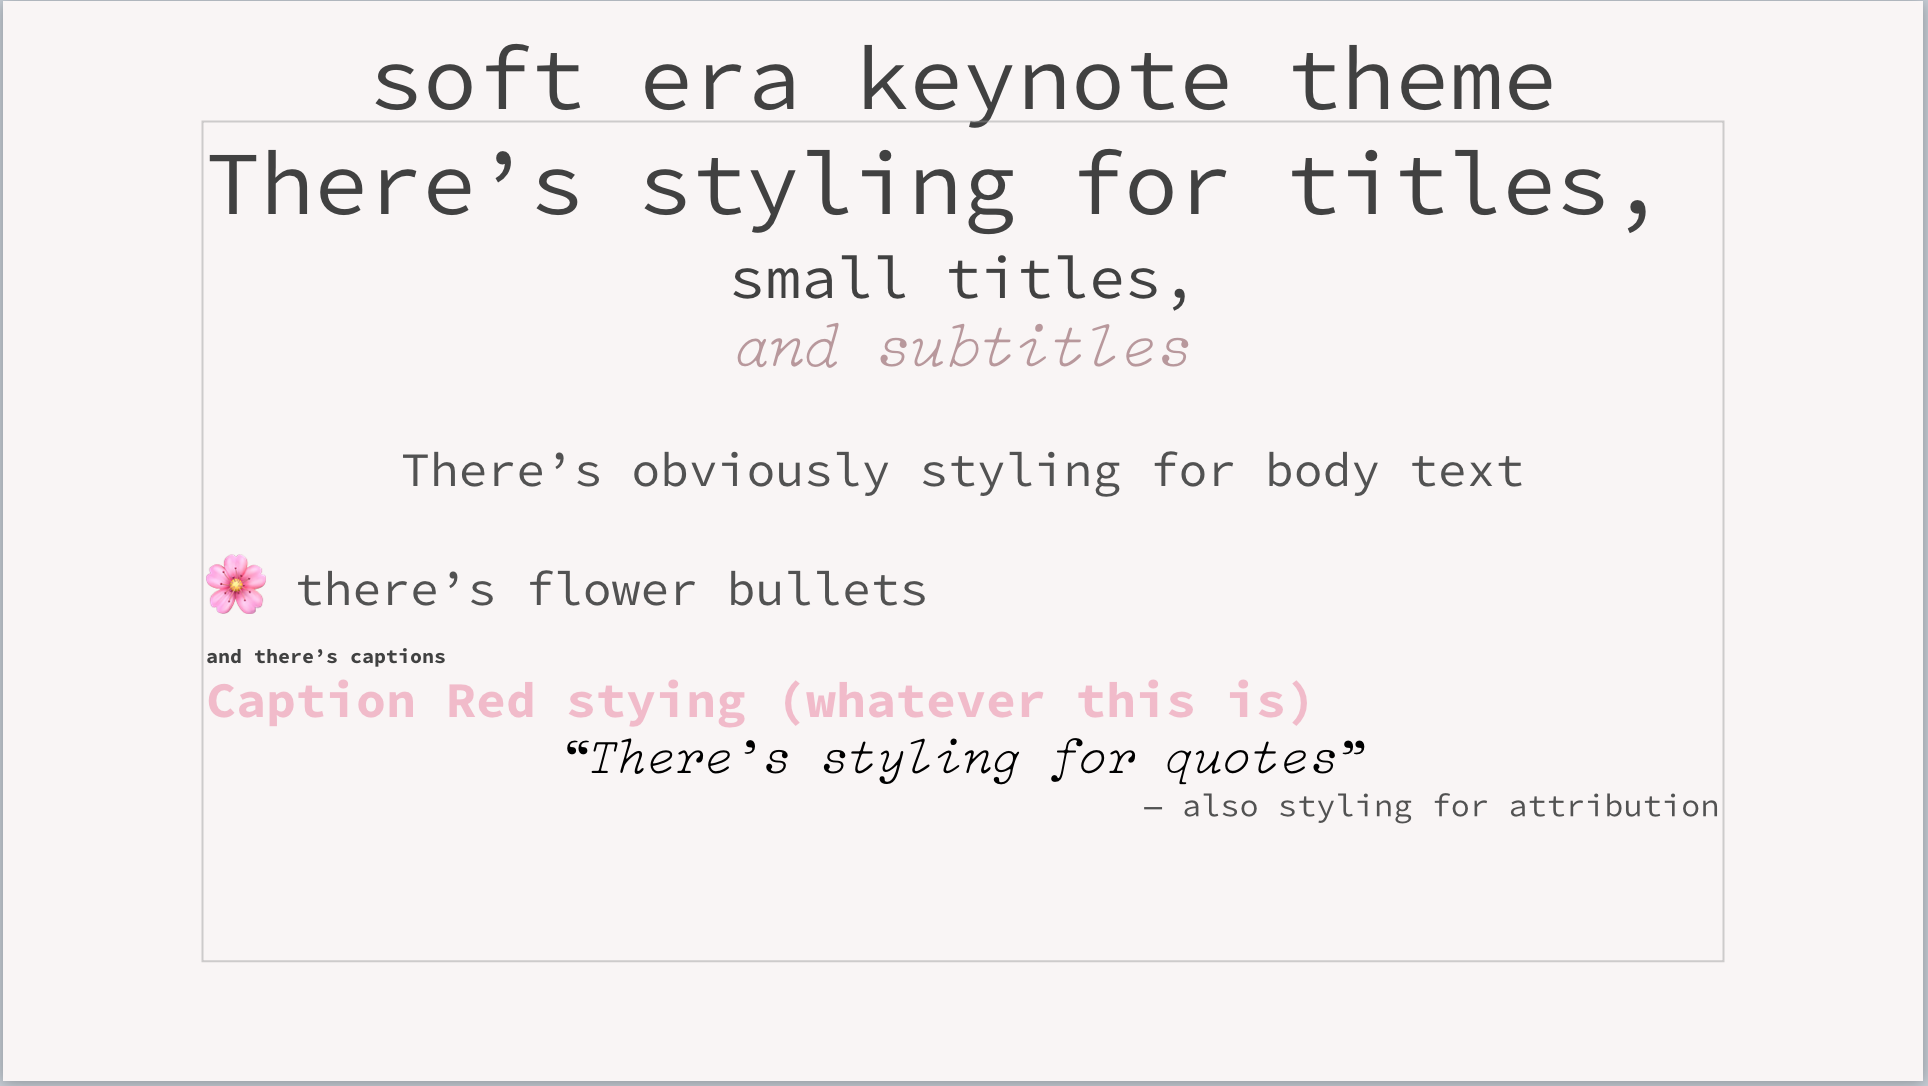 soft era keynote theme
There’s styling for titles,
small titles,
and subtitles
There’s obviously styling for body text
🌸 there’s flower bullets
and there’s captions
Caption Red stying (whatever this is)
“There’s styling for quotes”
— also styling for attribution